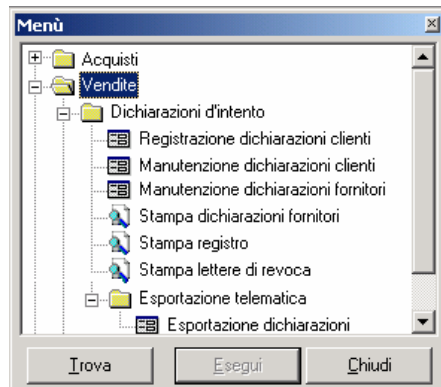 Menù
Acquisti
Vendite
Dichiarazioni d'intento
Registrazione dichiarazioni clienti
Manutenzione dichiarazioni clienti
Manutenzione dichiarazioni fornitori
Stampa dichiarazioni fornitori
Stampa registro
Stampa lettere di revoca
Esportazione telematica
Esportazione dichiarazioni
Trova Esegui Chiudi